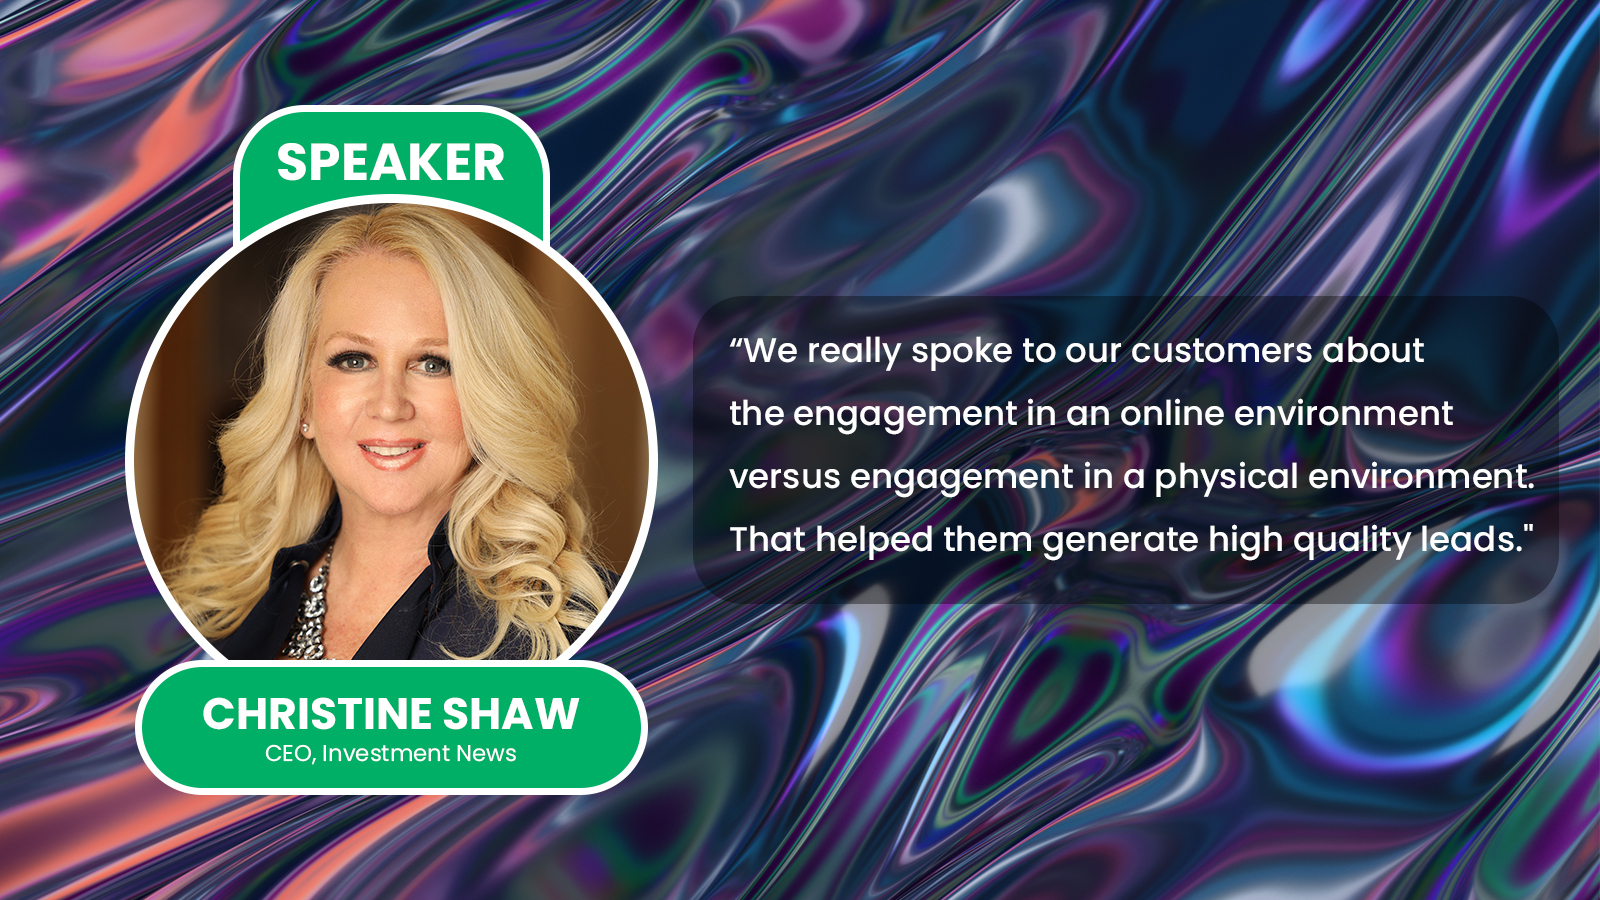 SPEAKER
CHRISTINE SHAW
CEO, Investment News
“We really spoke to our customers about
the engagement in an online environment
versus engagement in a physical environment.
That helped them generate high quality leads."